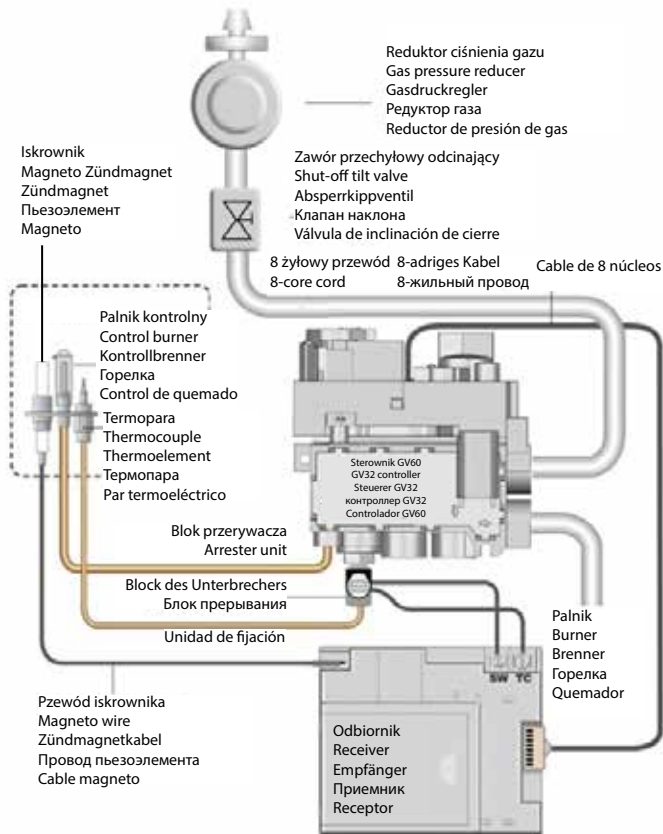 Reduktor ciśnienia gazu
Gas pressure reducer
Gasdruckregler
Редуктор газа
Reductor de presión de gas
Iskrownik
Magneto Zündmagnet
Zündmagnet
Пьезоэлемент
Magneto
Zawór przechyłowy odcinający
Shut-off tilt valve
Absperrkippventil
Клапан наклона
Válvula de inclinación de cierre
8 żyłowy przewód 8-adriges Kabel
8-core cord 8-жильный провод
Cable de 8 núcleos
Palnik kontrolny
Control burner
Kontrollbrenner
Горелка
Control de quemado
Termopara
Thermocouple
Thermoelement
Термопара
Par termoeléctrico
Sterownik GV60
GV32 controller
Steuerer GV32
контроллер GV32
Controlador GV60
Blok przerywacza
Arrester unit
Block des Unterbrechers
Блок прерывания
Unidad de fijación
Palnik
Burner
Brenner
Горелка
Quemador
SW TC
Pzewód iskrownika
Magneto wire
Zündmagnetkabel
Провод пьезоэлемента
Cable magneto
Odbiornik
Receiver
Empfänger
Приемник
Receptor